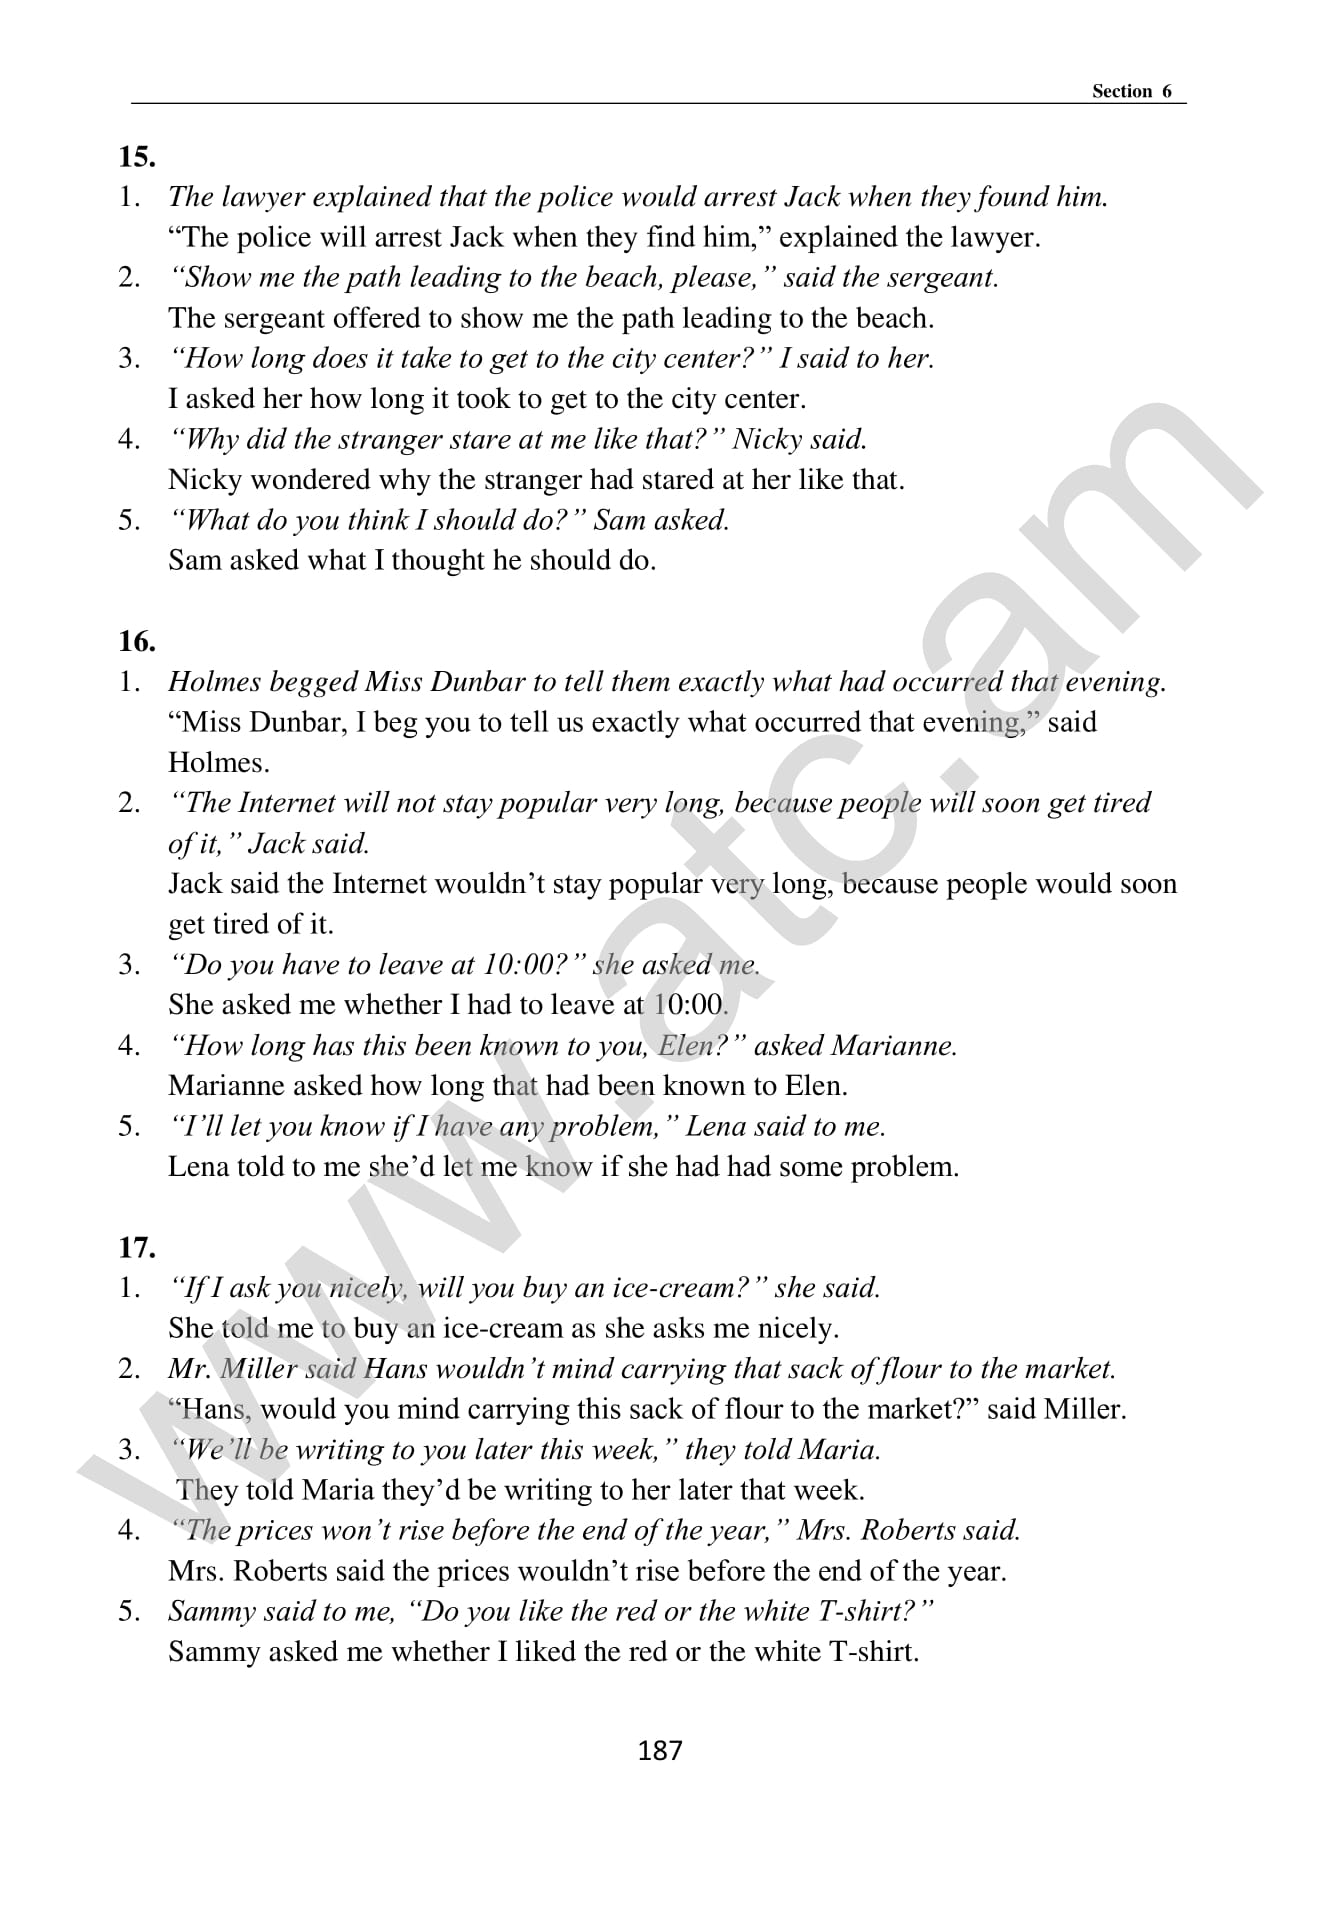 Section 6
15.
1. The lawyer explained that the police would arrest Jack when they found him.
“The police will arrest Jack when they find him,” explained the lawyer.
2. “Show me the path leading to the beach, please,” said the sergeant.
The sergeant offered to show me the path leading to the beach.
3. “How long does it take to get to the city center?” I said to her.
I asked her how long it took to get to the city center.
4. “Why did the stranger stare at me like that?” Nicky said.
Nicky wondered why the stranger had stared at her like that.
5. “What do you think I should do?” Sam asked.
Sam asked what I thought he should do.
16.
1. Holmes begged Miss Dunbar to tell them exactly what had occurred that evening.
“Miss Dunbar, I beg you to tell us exactly what occurred that evening,” said
Holmes.
2. “The Internet will not stay popular very long, because people will soon get tired
of it,” Jack said.
Jack said the Internet wouldn’t stay popular very long, because people would soon
get tired of it.
3. “Do you have to leave at 10:00?” she asked me.
She asked me whether I had to leave at 10:00.
4. “How long has this been known to you, Elen?” asked Marianne.
Marianne asked how long that had been known to Elen.
5. “I’ll let you know if I have any problem,” Lena said to me.
Lena told to me she’d let me know if she had had some problem.
17.
1. “If I ask you nicely, will you buy an ice-cream?” she said.
She told me to buy an ice-cream as she asks me nicely.
2. Mr. Miller said Hans wouldn’t mind carrying that sack of flour to the market.
“Hans, would you mind carrying this sack of flour to the market?” said Miller.
3. “We’ll be writing to you later this week,” they told Maria.
They told Maria they’d be writing to her later that week.
4. “The prices won’t rise before the end of the year,” Mrs. Roberts said.
Mrs. Roberts said the prices wouldn’t rise before the end of the year.
5. Sammy said to me, “Do you like the red or the white T-shirt?”
Sammy asked me whether I liked the red or the white T-shirt.
187
www.atc.am